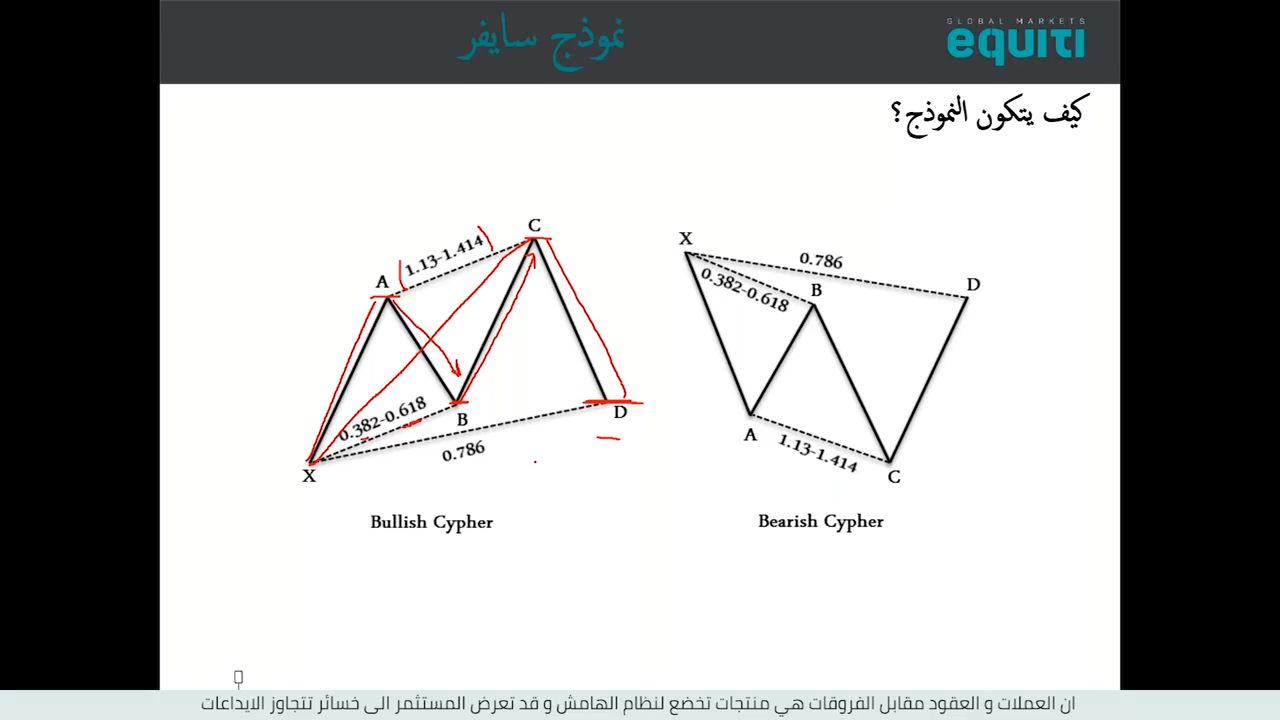 نموذج سايفر
GLOBAL MARKETS
equiti
كيف يتكون النموذج؟
C
1.13-1.414
A
0.382-0.618
B
D
0.786
X
Bullish Cypher
X
0.786
D
0.382-0.618
B
A
1.13-1.414
C
Bearish Cypher
ان العملات و العقود مقابل الفروقات هي منتجات تخضع لنظام الهامش و قد تعرض المستثمر الى خسائر تتجاوز الايداعات